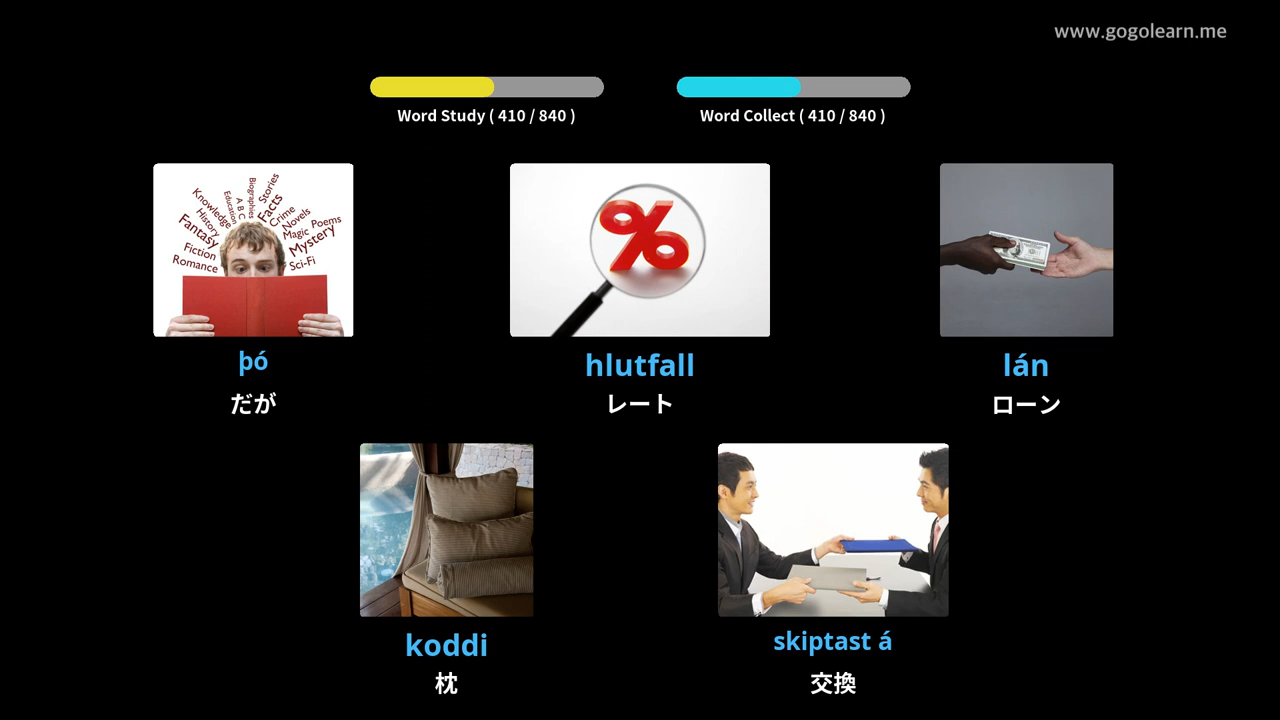 www.gogolearn.me
Word Study ( 410 / 840 )
Word Collect ( 410 / 840 )
Knowledge
History
Education
A B C
Biographies
Stories
Facts
Crime
Novels
Magic
Poems
Fantasy
Mystery
Fiction
Sci-Fi
Romance
%
þó
だが
hlutfall
レート
lán
ローン
koddi
枕
skiptast á
交換